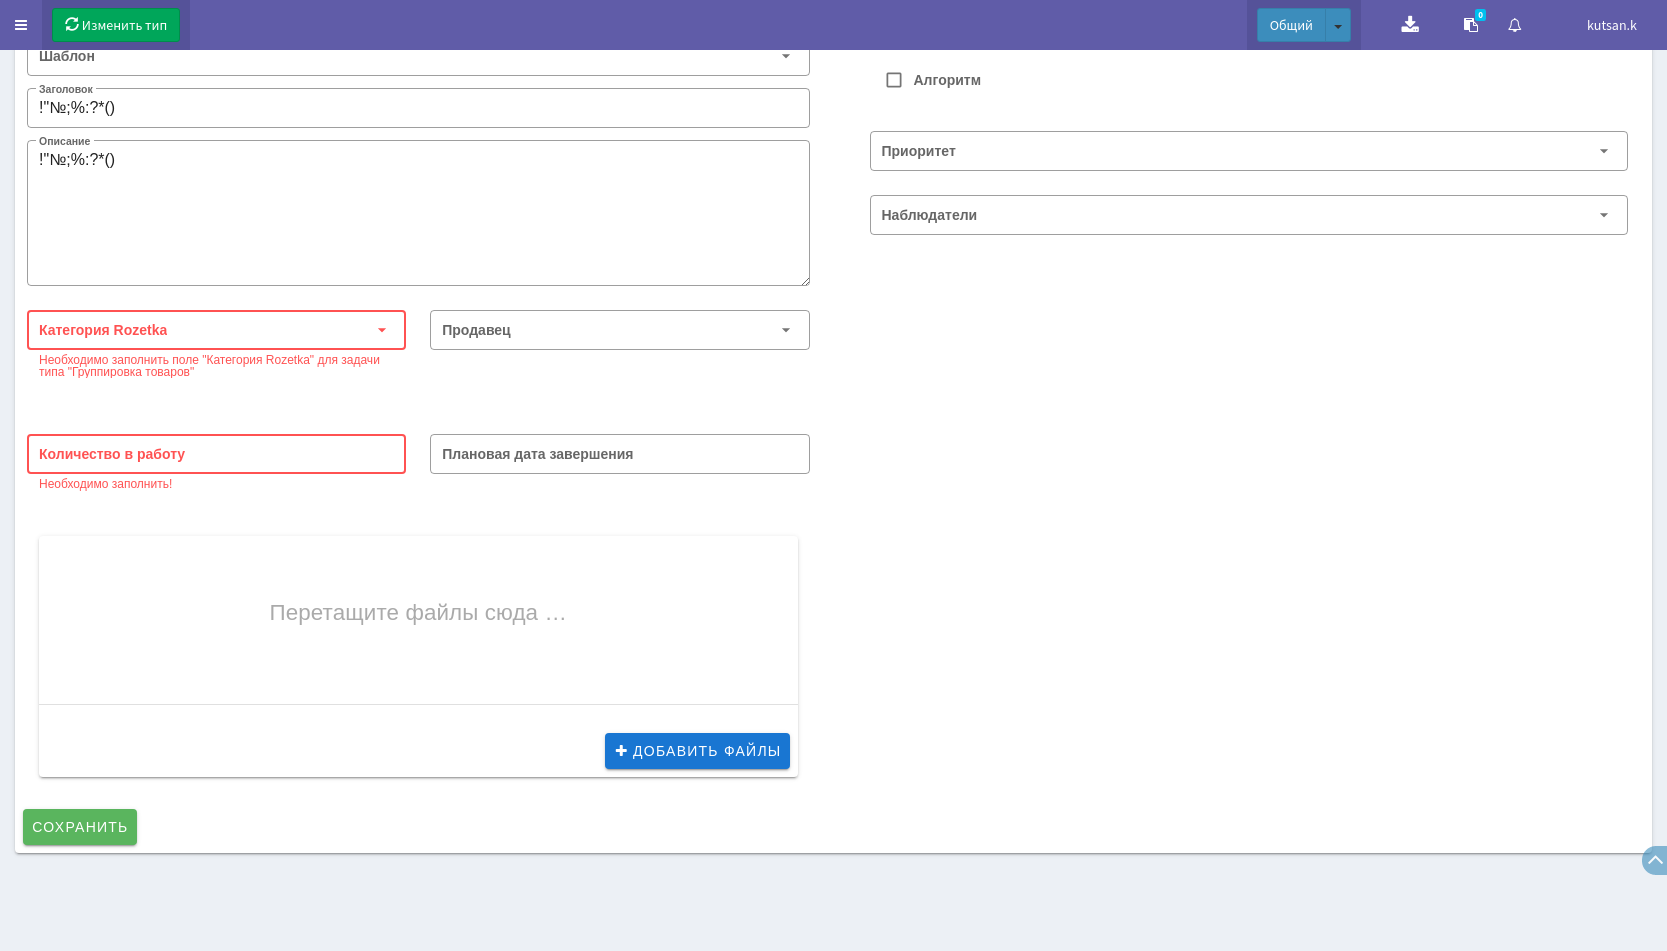 Изменить тип
Общий
0
kutsan.k
Шаблон
Заголовок
!"№;%:?*()
Описание
!"№;%:?*()
Категория Rozetka
Необходимо заполнить поле "Категория Rozetka" для задачи
типа "Группировка товаров"
Продавец
Количество в работу
Необходимо заполнить!
Плановая дата завершения
Перетащите файлы сюда …
ДОБАВИТЬ ФАЙЛЫ
СОХРАНИТЬ
Алгоритм
Приоритет
Наблюдатели